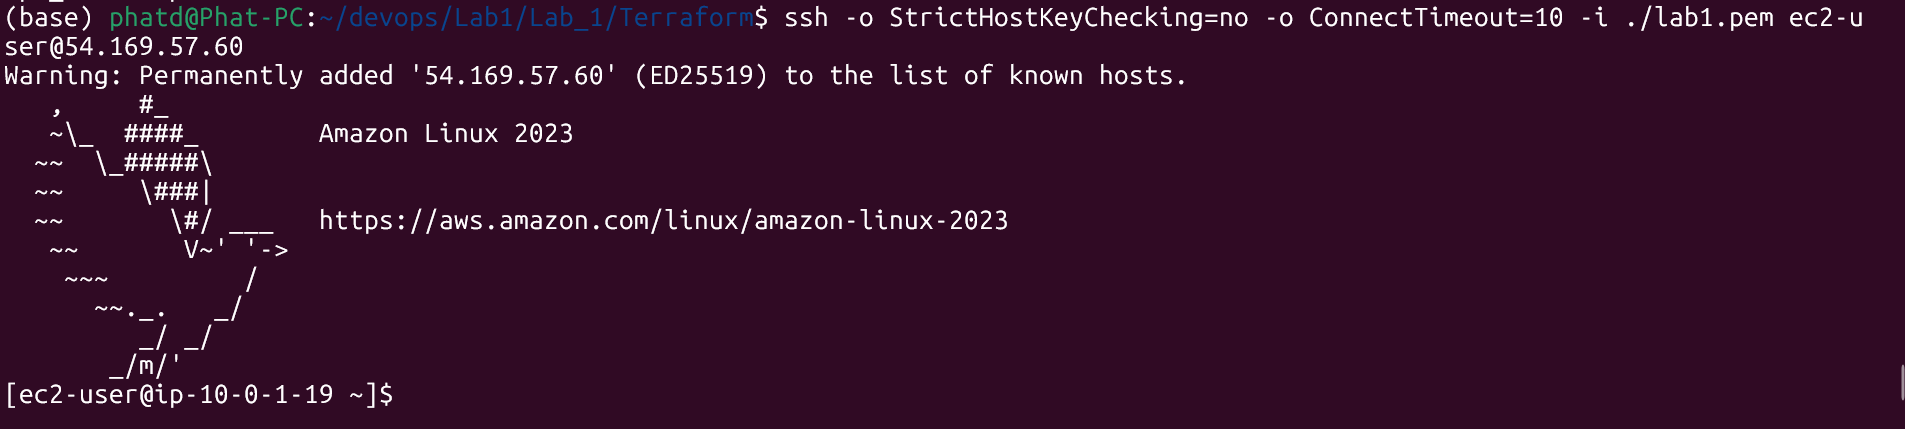 (base) phatd@Phat-PC:~/devops/Lab1/Lab_1/Terraform$ ssh -o StrictHostKeyChecking=no -o ConnectTimeout=10 -i ./lab1.pem ec2-u
ser@54.169.57.60
Warning: Permanently added '54.169.57.60' (ED25519) to the list of known hosts.
   ,     #_
   ~\_  ####_        Amazon Linux 2023
  ~~  \_#####\
  ~~     \###|
  ~~       \#/ ___   https://aws.amazon.com/linux/amazon-linux-2023
   ~~       V~' '->
    ~~~         /
      ~~._.   _/
         _/ _/
       _/m/'
[ec2-user@ip-10-0-1-19 ~]$